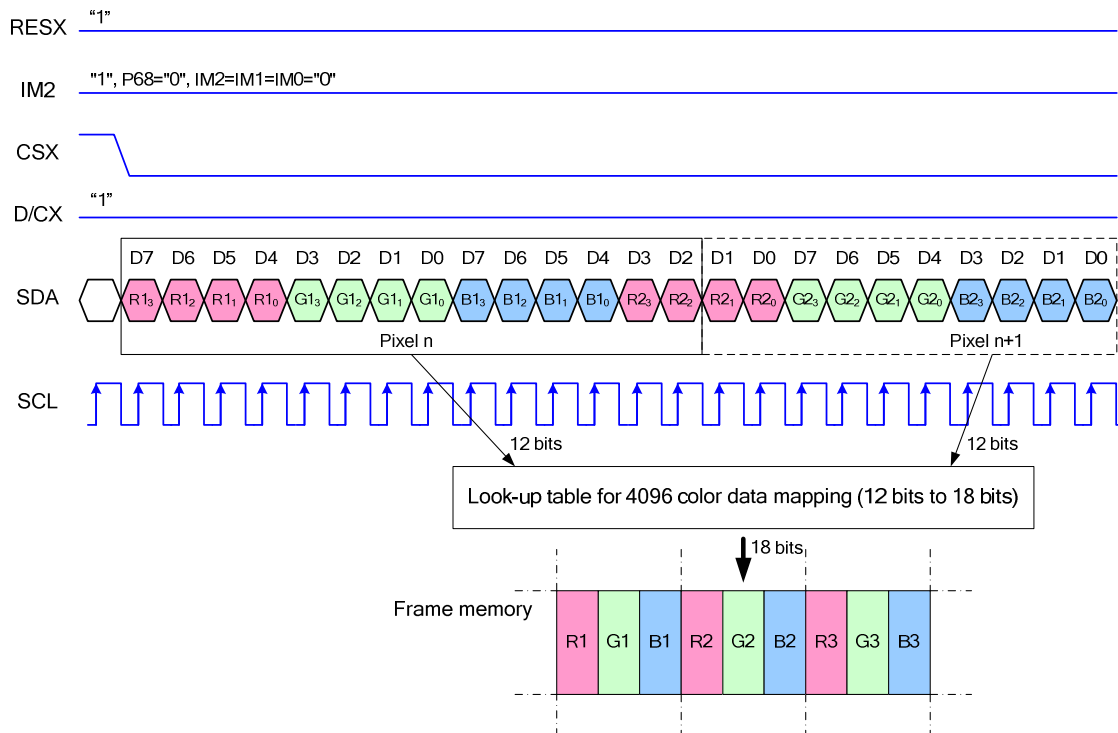 RESX
“1”
IM2
"1", P68="0", IM2=IM1=IM0="0"
CSX
D/CX
“1”
D7 D6 D5 D4 D3 D2 D1 D0 D7 D6 D5 D4 D3 D2 D1 D0 D7 D6 D5 D4 D3 D2 D1 D0
SDA
R1₃ R1₂ R1₁ R1₀ G1₃ G1₂ G1₁ G1₀ B1₃ B1₂ B1₁ B1₀ R2₃ R2₂ R2₁ R2₀ G2₃ G2₂ G2₁ G2₀ B2₃ B2₂ B2₁ B2₀
Pixel n
Pixel n+1
SCL
12 bits
12 bits
Look-up table for 4096 color data mapping (12 bits to 18 bits)
18 bits
Frame memory
R1 G1 B1 R2 G2 B2 R3 G3 B3